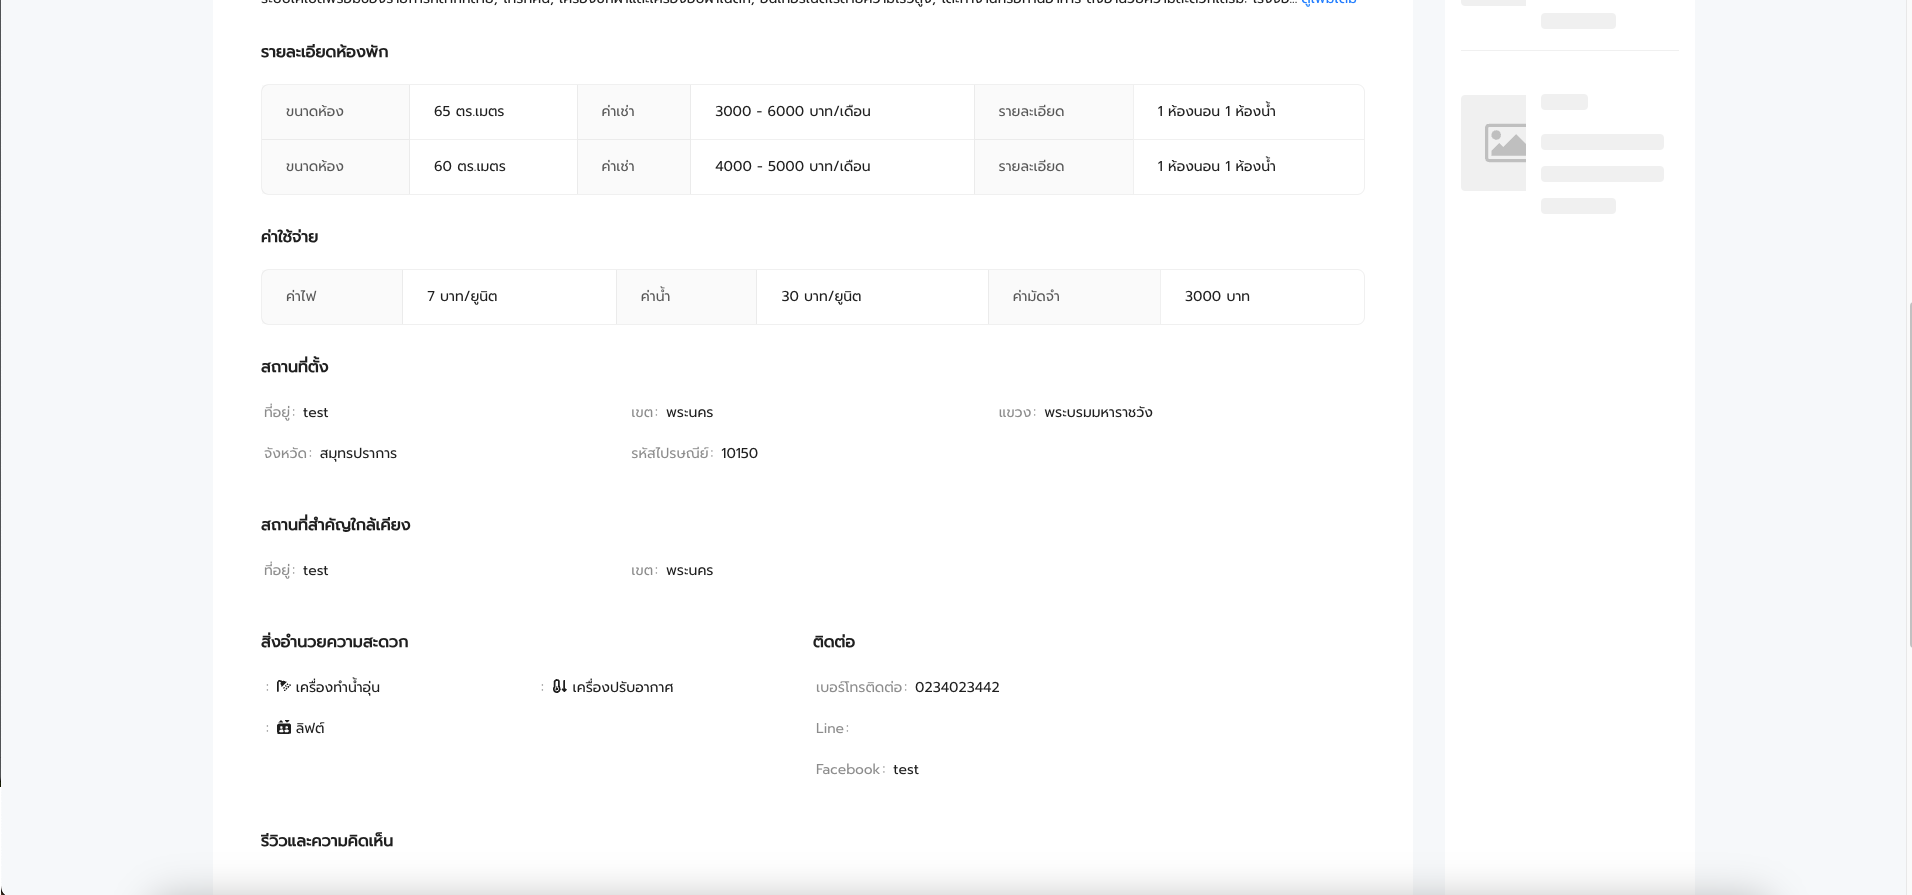 ดูเพิ่มเติม
รายละเอียดห้องพัก
ขนาดห้อง 65 ตร.เมตร ค่าเช่า 3000 - 6000 บาท/เดือน รายละเอียด 1 ห้องนอน 1 ห้องน้ำ
ขนาดห้อง 60 ตร.เมตร ค่าเช่า 4000 - 5000 บาท/เดือน รายละเอียด 1 ห้องนอน 1 ห้องน้ำ
ค่าใช้จ่าย
ค่าไฟ 7 บาท/ยูนิต ค่าน้ำ 30 บาท/ยูนิต ค่ามัดจำ 3000 บาท
สถานที่ตั้ง
ที่อยู่ : test เขต : พระนคร แขวง : พระบรมมหาราชวัง
จังหวัด : สมุทรปราการ รหัสไปรษณีย์ : 10150
สถานที่สำคัญใกล้เคียง
ที่อยู่ : test เขต : พระนคร
สิ่งอำนวยความสะดวก ติดต่อ
: เครื่องทำน้ำอุ่น : เครื่องปรับอากาศ เบอร์โทรติดต่อ : 0234023442
: ลิฟต์ Line :
Facebook : test
รีวิวและความคิดเห็น